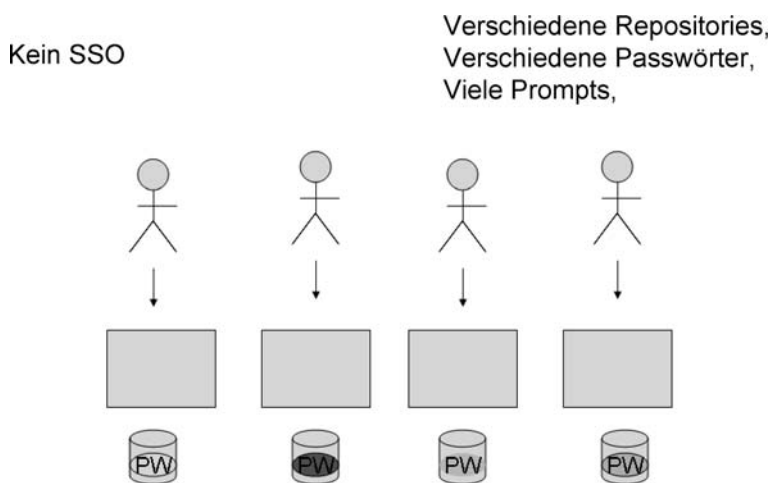 Kein SSO
Verschiedene Repositories,
Verschiedene Passwörter,
Viele Prompts,
PW
PW
PW
PW